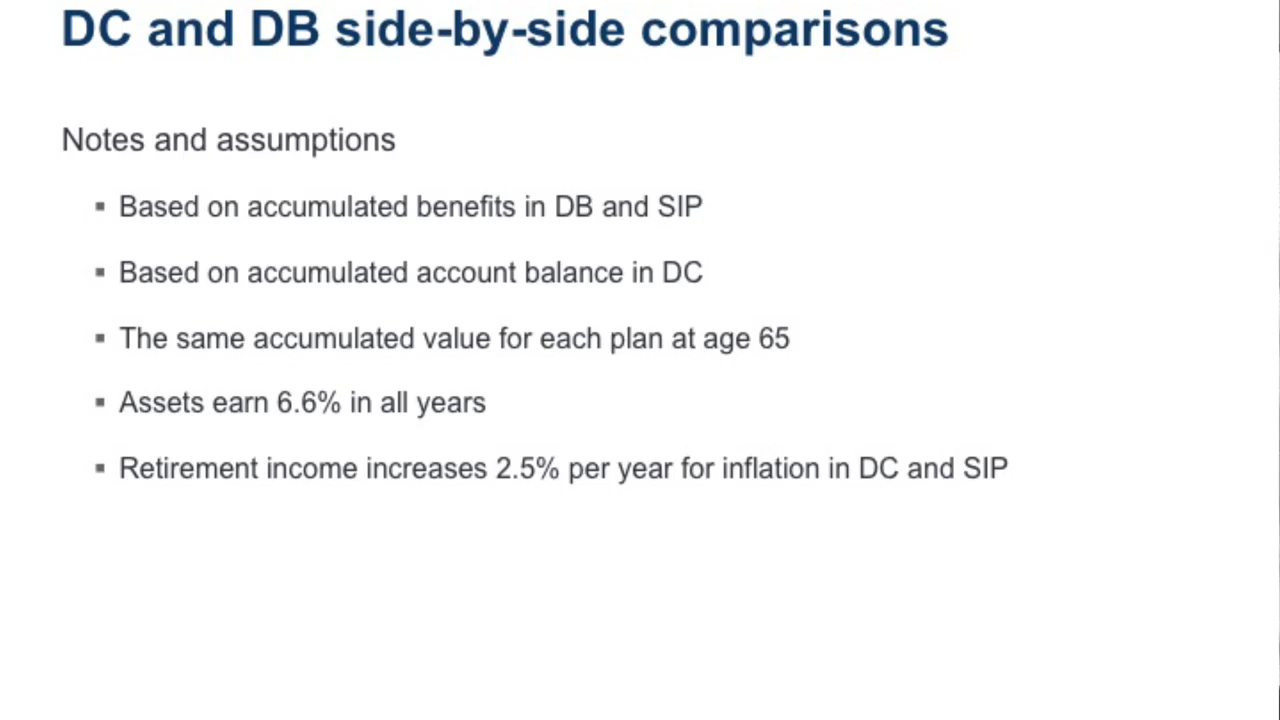 DC and DB side-by-side comparisons
Notes and assumptions
▪ Based on accumulated benefits in DB and SIP
▪ Based on accumulated account balance in DC
▪ The same accumulated value for each plan at age 65
▪ Assets earn 6.6% in all years
▪ Retirement income increases 2.5% per year for inflation in DC and SIP